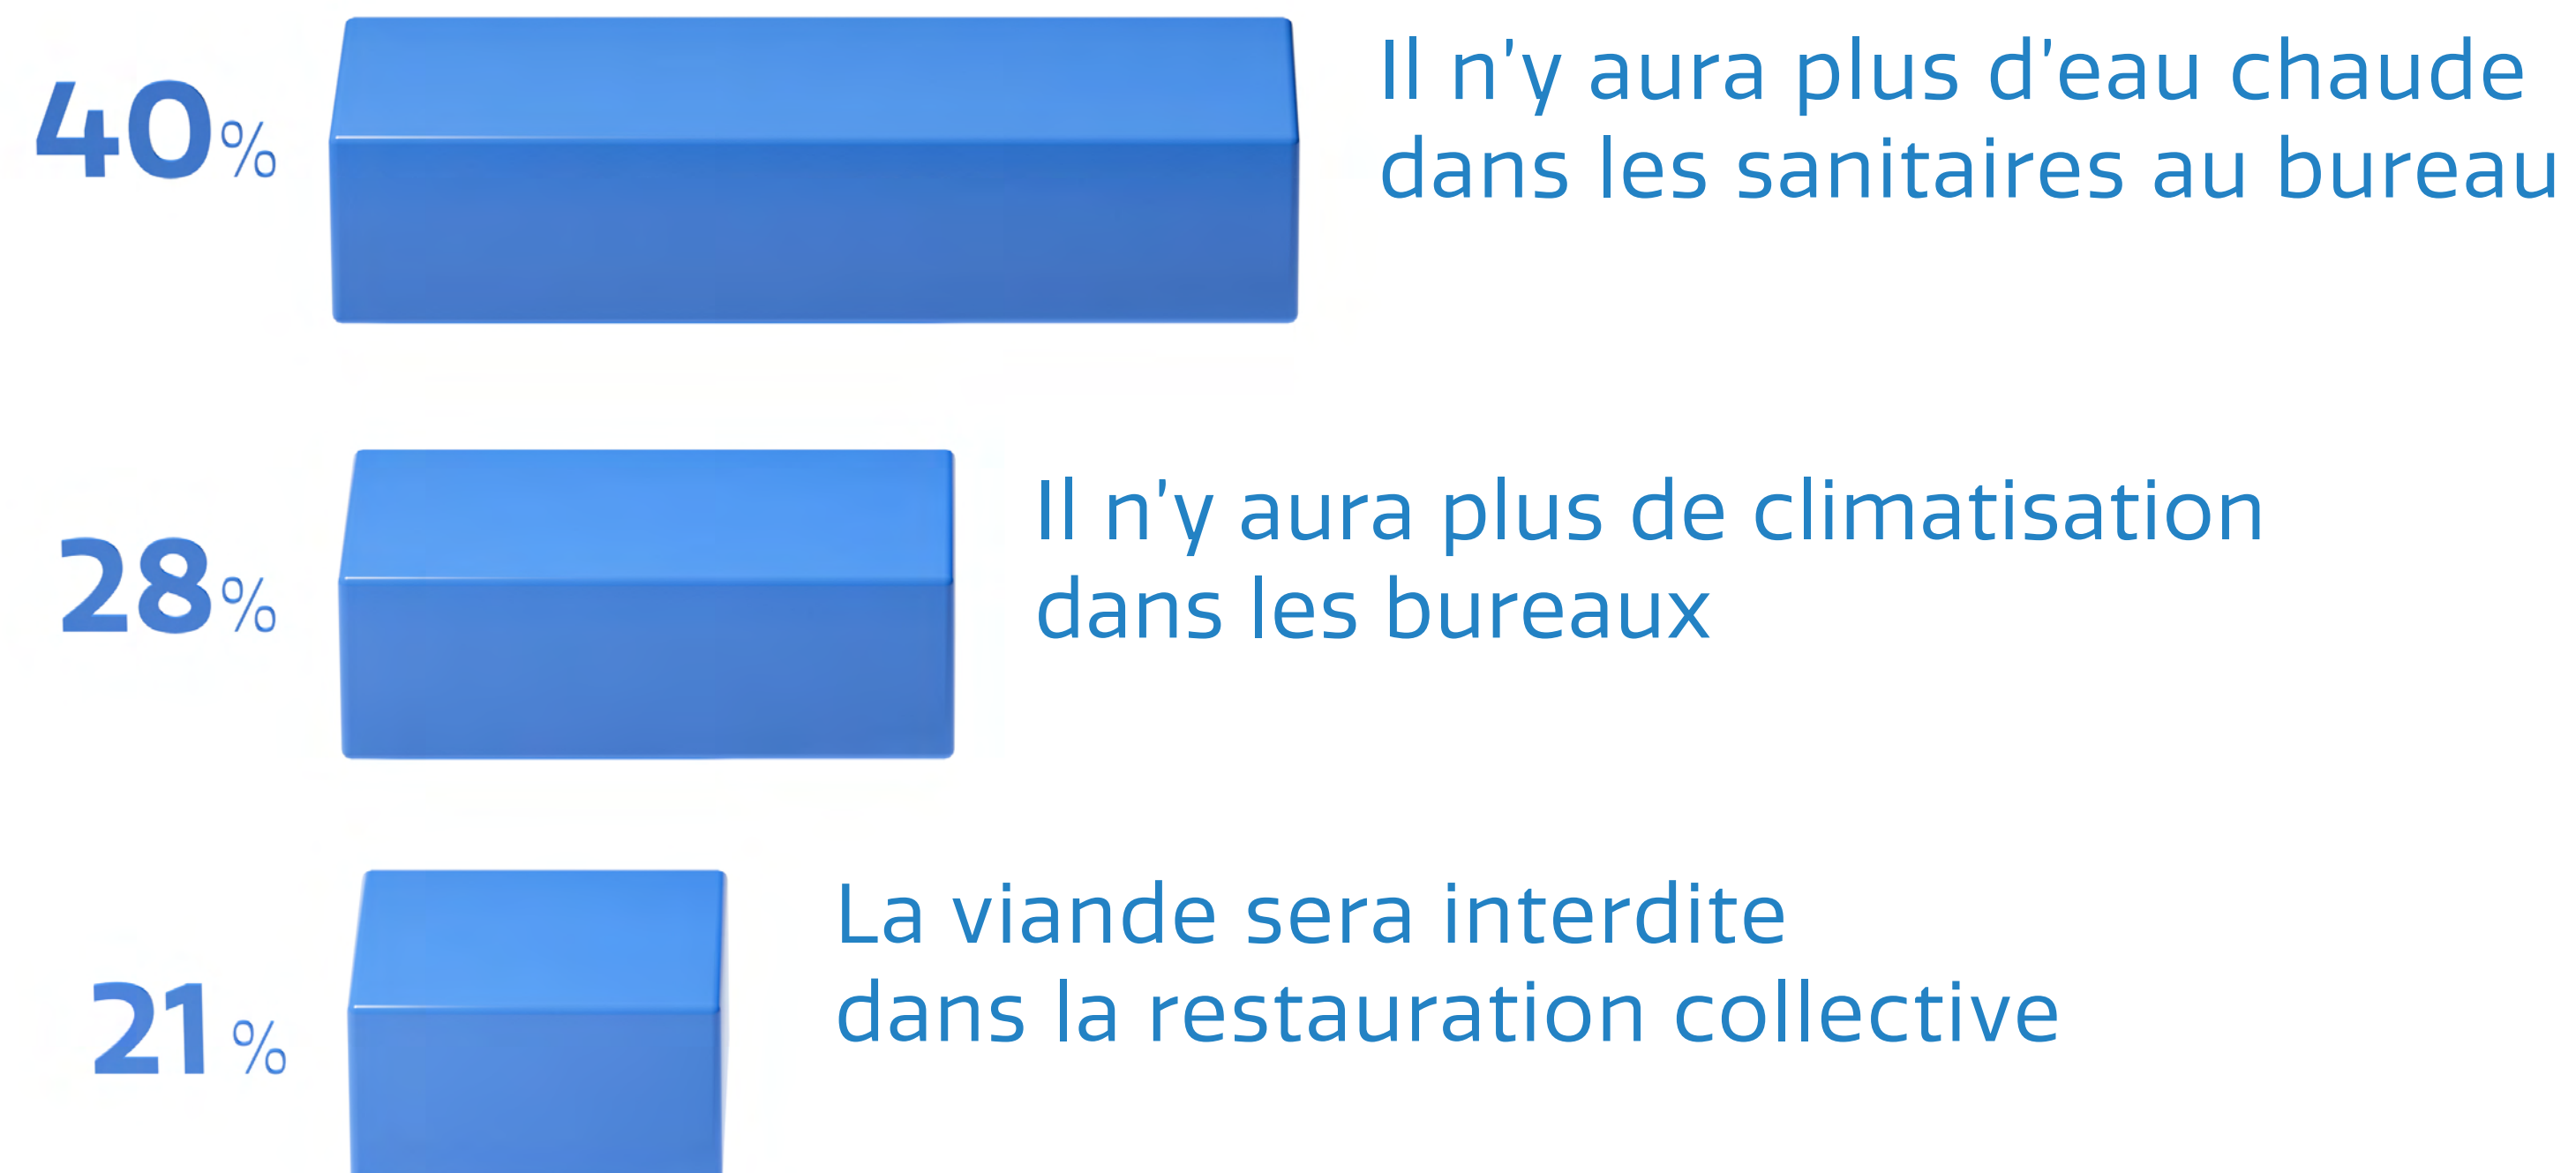 40%
Il n'y aura plus d'eau chaude
dans les sanitaires au bureau
28%
Il n'y aura plus de climatisation
dans les bureaux
21%
La viande sera interdite
dans la restauration collective